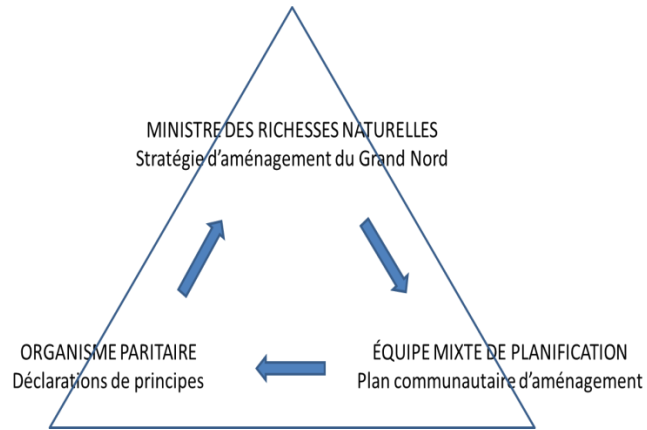 MINISTRE DES RICHESSES NATURELLES
Stratégie d'aménagement du Grand Nord
ORGANISME PARITAIRE
Déclarations de principes
ÉQUIPE MIXTE DE PLANIFICATION
Plan communautaire d'aménagement